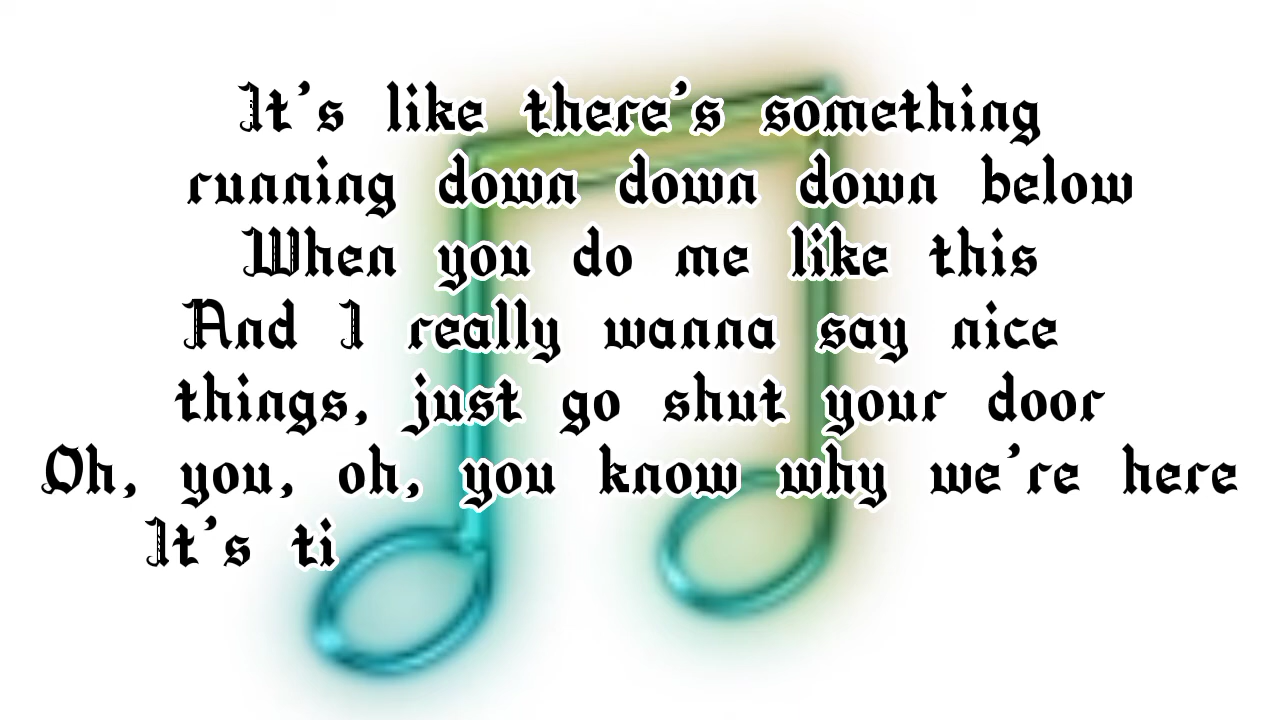 It's like there's something
running down down down below
When you do me like this
And I really wanna say nice
things, just go shut your door
Oh, you, oh, you know why we're here
It's ti